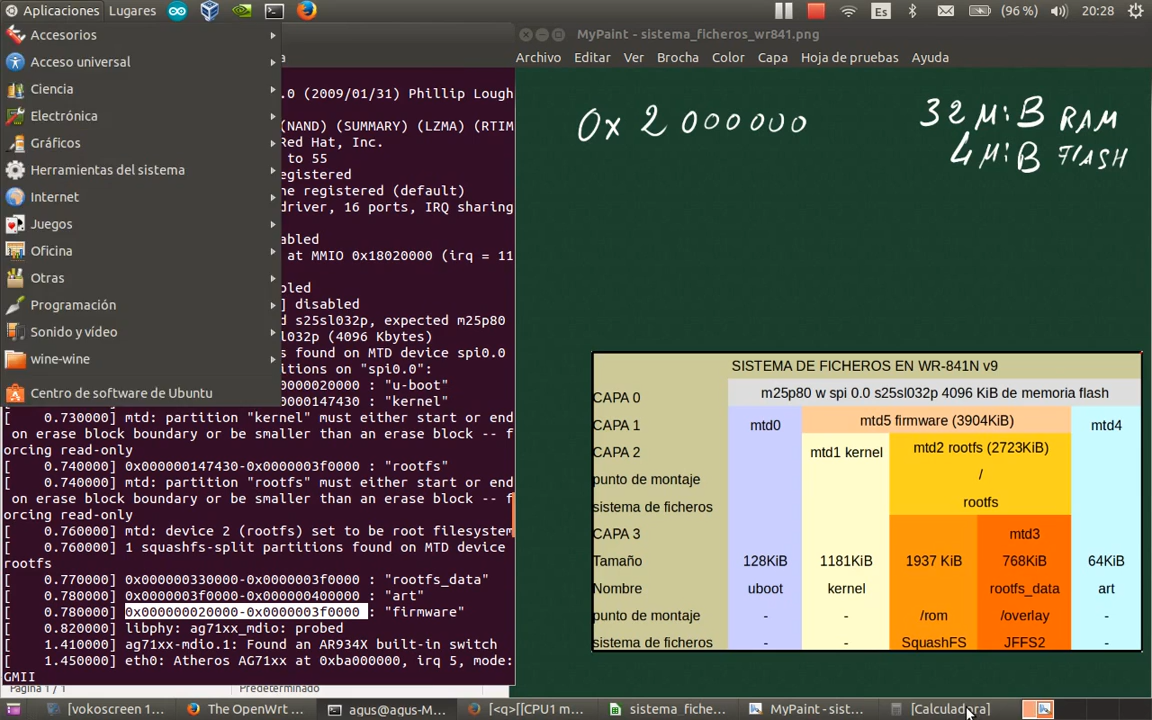 Aplicaciones Lugares Es (96 %) 20:28
Accesorios
Acceso universal
Ciencia
Electrónica
Gráficos
Herramientas del sistema
Internet
Juegos
Oficina
Otras
Programación
Sonido y vídeo
wine-wine
Centro de software de Ubuntu
a
.0 (2009/01/31) Phillip Lough
(NAND) (SUMMARY) (LZMA) (RTIM
Red Hat, Inc.
to 55
egistered
ne registered (default)
driver, 16 ports, IRQ sharing
abled
at MMIO 0x18020000 (irq = 11
bled
] disabled
d s25sl032p, expected m25p80
l032p (4096 Kbytes)
s found on MTD device spi0.0
itions on "spi0.0":
0000020000 : "u-boot"
0000147430 : "kernel"
[ 0.730000] mtd: partition "kernel" must either start or end
on erase block boundary or be smaller than an erase block -- f
orcing read-only
[ 0.740000] 0x000000147430-0x0000003f0000 : "rootfs"
[ 0.740000] mtd: partition "rootfs" must either start or end
on erase block boundary or be smaller than an erase block -- f
orcing read-only
[ 0.760000] mtd: device 2 (rootfs) set to be root filesystem
[ 0.760000] 1 squashfs-split partitions found on MTD device
rootfs
[ 0.770000] 0x000000330000-0x0000003f0000 : "rootfs_data"
[ 0.780000] 0x0000003f0000-0x000000400000 : "art"
[ 0.780000] 0x000000020000-0x0000003f0000 : "firmware"
[ 0.820000] libphy: ag71xx_mdio: probed
[ 1.410000] ag71xx-mdio.1: Found an AR934X built-in switch
[ 1.450000] eth0: Atheros AG71xx at 0xba000000, irq 5, mode:
GMII
Página 1 / 1 Predeterminado
MyPaint - sistema_ficheros_wr841.png
Archivo Editar Ver Brocha Color Capa Hoja de pruebas Ayuda
0x 2 000000 32 MiB RAM
4 MiB FLASH
SISTEMA DE FICHEROS EN WR-841N v9
CAPA 0 m25p80 w spi 0.0 s25sl032p 4096 KiB de memoria flash
CAPA 1 mtd0 mtd5 firmware (3904KiB) mtd4
CAPA 2 mtd1 kernel mtd2 rootfs (2723KiB)
punto de montaje /
sistema de ficheros rootfs
CAPA 3 mtd3
Tamaño 128KiB 1181KiB 1937 KiB 768KiB 64KiB
Nombre uboot kernel rootfs_data art
punto de montaje - - /rom /overlay -
sistema de ficheros - - SquashFS JFFS2 -
[vokoscreen 1... The OpenWrt ... agus@agus-M... [<q>[[CPU1 m... sistema_fiche... MyPaint - sist... [Calculadora]